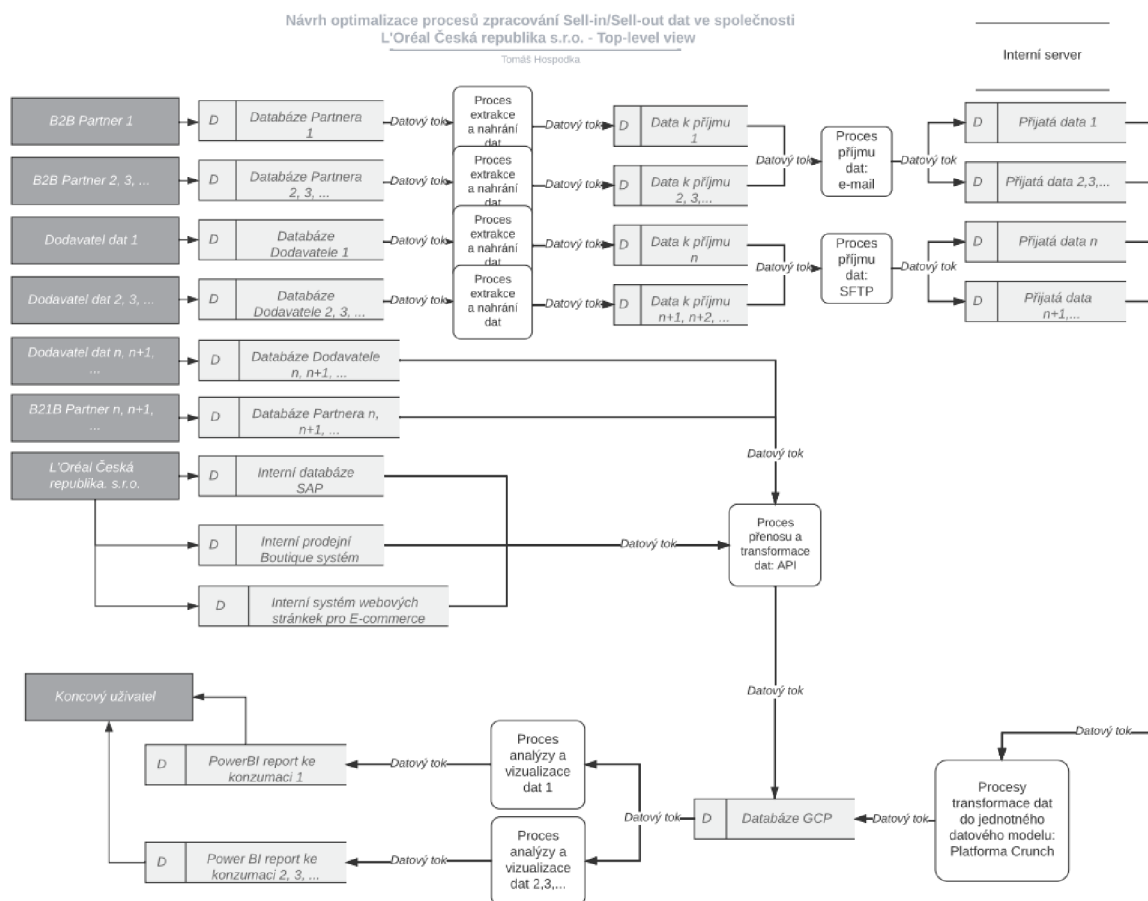 Návrh optimalizace procesů zpracování Sell-in/Sell-out dat ve společnosti
L'Oréal Česká republika s.r.o. - Top-level view
Tomáš Hospodka
Interní server
B2B Partner 1
D
Databáze Partnera
1
Datový tok
Proces
extrakce
a nahrání
dat
Datový tok
D
Data k příjmu
1
Datový tok
Proces
příjmu
dat:
e-mail
Datový tok
D
Přijatá data 1
B2B Partner 2, 3, ...
D
Databáze Partnera
2, 3, ...
Datový tok
Proces
extrakce
a nahrání
dat
Datový tok
D
Data k příjmu
2, 3,...
D
Přijatá data 2,3,...
Dodavatel dat 1
D
Databáze
Dodavatele 1
Datový tok
Proces
extrakce
a nahrání
dat
Datový tok
D
Data k příjmu
n
Datový tok
Proces
příjmu
dat:
SFTP
Datový tok
D
Přijatá data n
Dodavatel dat 2, 3, ...
D
Databáze
Dodavatele 2, 3, ...
Datový tok
Proces
extrakce
a nahrání
dat
Datový tok
D
Data k příjmu
n+1, n+2, ...
D
Přijatá data
n+1,...
Dodavatel dat n, n+1,
...
D
Databáze Dodavatele
n, n+1, ...
B21B Partner n, n+1,
...
D
Databáze Partnera n,
n+1, ...
Datový tok
L'Oréal Česká
republika. s.r.o.
D
Interní databáze
SAP
D
Interní prodejní
Boutique systém
Datový tok
Proces
přenosu a
transformace
dat: API
D
Interní systém webových
stránkek pro E-commerce
Datový tok
Koncový uživatel
D
PowerBI report ke
konzumaci 1
Datový tok
Proces
analýzy a
vizualizace
dat 1
Datový tok
D
Databáze GCP
Datový tok
Datový tok
Procesy
transformace dat
do jednotného
datového modelu:
Platforma Crunch
D
Power BI report ke
konzumaci 2, 3, ...
Datový tok
Proces
analýzy a
vizualizace
dat 2,3,...